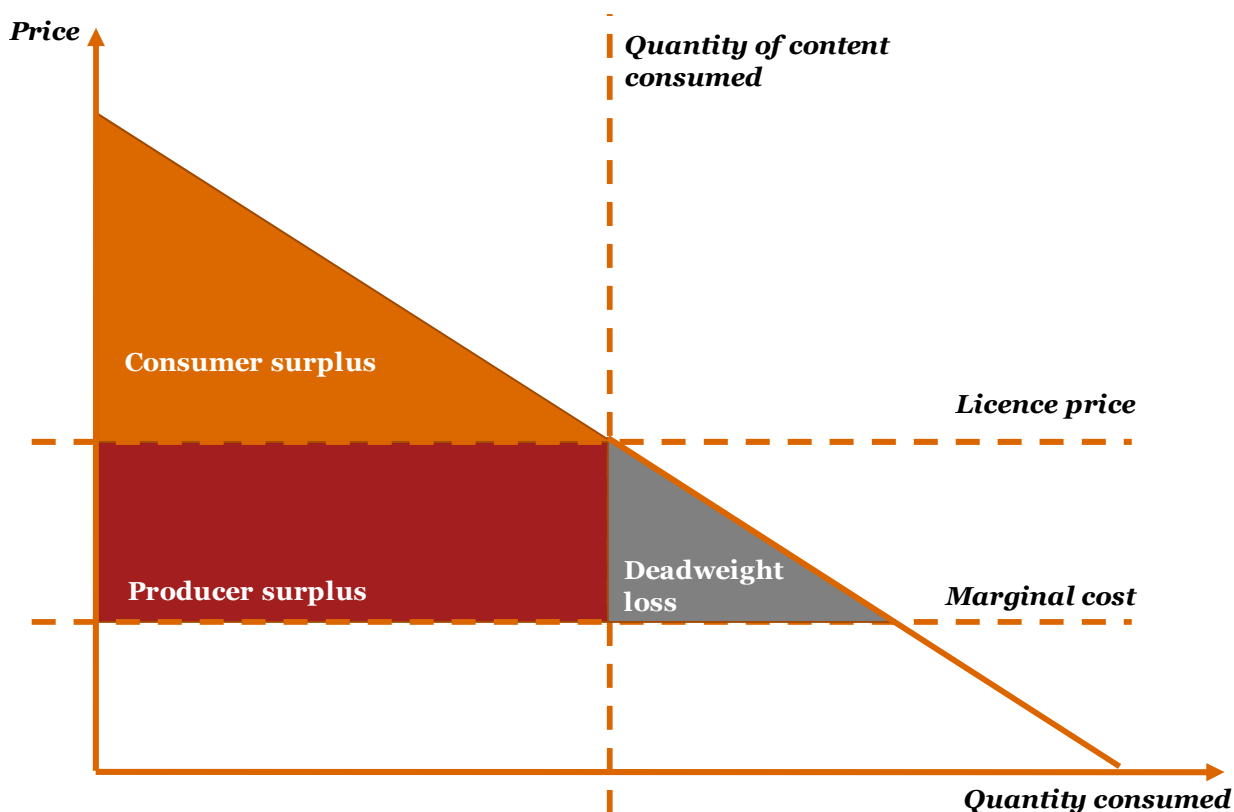 Price
Quantity of content
consumed
Consumer surplus
Licence price
Producer surplus
Deadweight
loss
Marginal cost
Quantity consumed